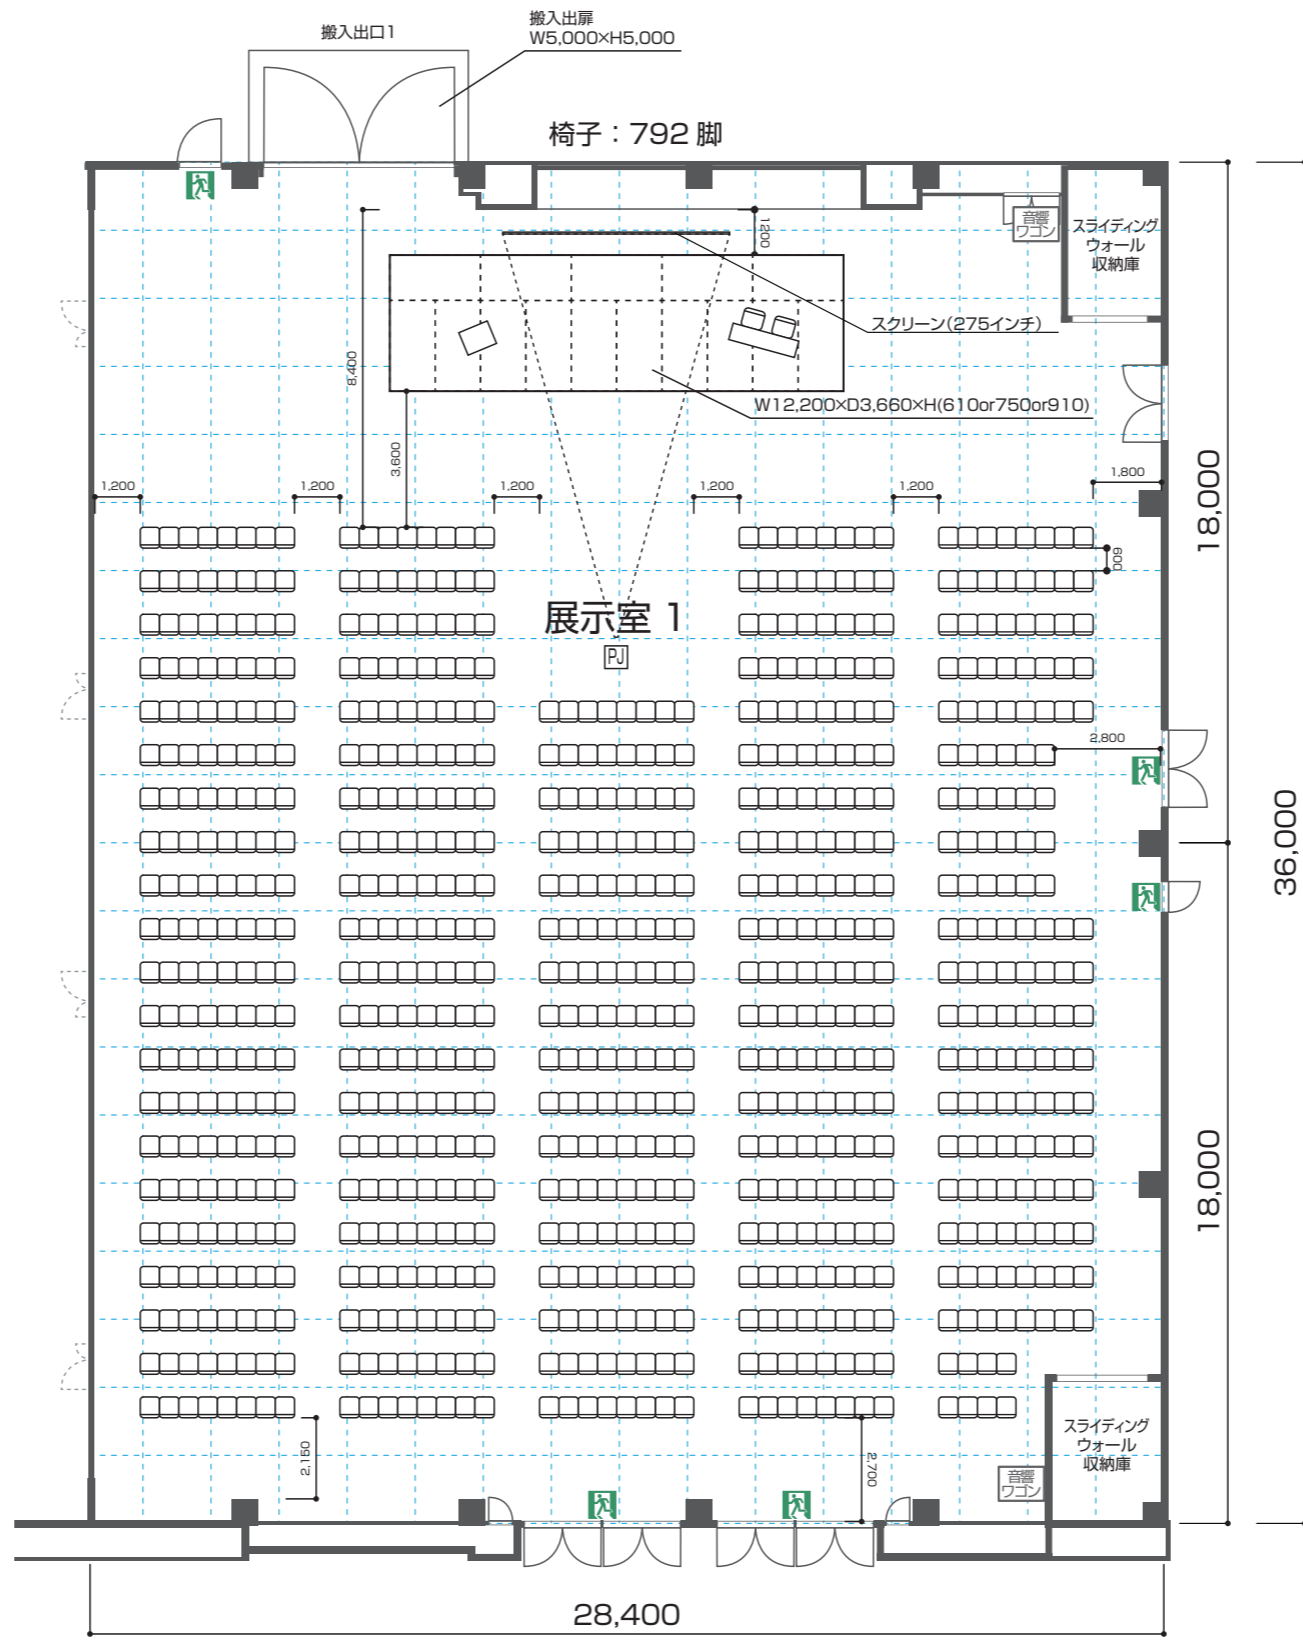 搬入出口1
搬入出扉
W5,000×H5,000
椅子：792 脚
1200
音響
ワゴン
スライディング
ウォール
収納庫
スクリーン(275インチ)
8,400
W12,200×D3,660×H(610or750or910)
3,600
1,200
1,200
1,200
1,200
1,200
1,800
18,000
600
展示室 1
PJ
2,800
36,000
18,000
スライディング
ウォール
収納庫
2,150
2,700
音響
ワゴン
28,400